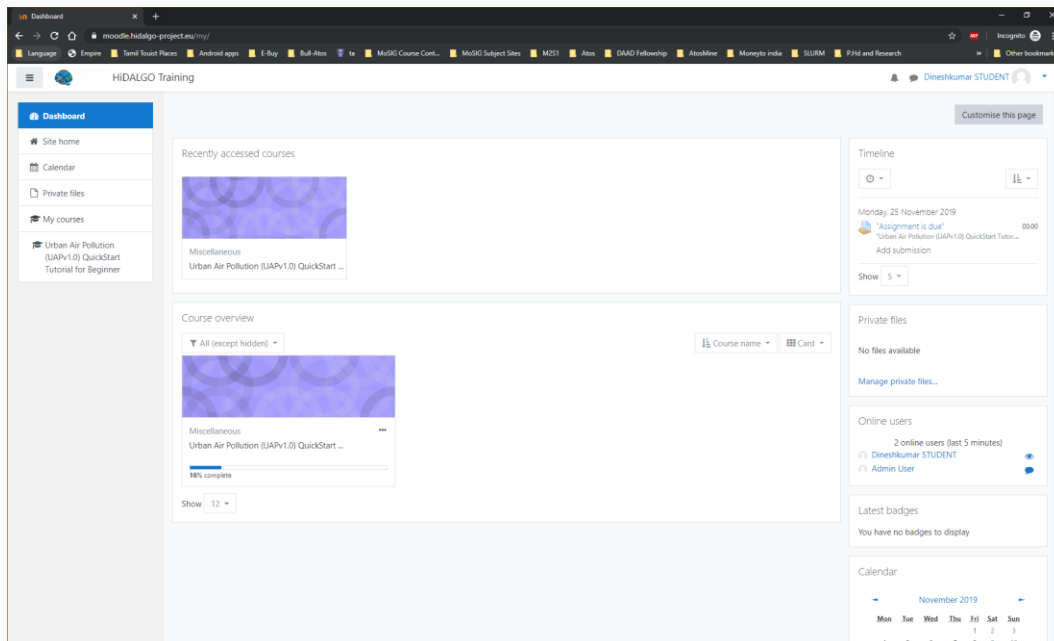 Dashboard
moodle.hidalgo-project.eu/my/
Incognito
Language Empire Tamil Touist Places Android apps E-Buy Bull-Atos ta MoSIG Course Cont... MoSIG Subject Sites M2S1 Atos DAAD Fellowship AtosMine Moneyto india SLURM P.Hd and Research » Other bookmark
HiDALGO Training
Dineshkumar STUDENT
Dashboard
Site home
Calendar
Private files
My courses
Urban Air Pollution
(UAPv1.0) QuickStart
Tutorial for Beginner
Customise this page
Recently accessed courses
Miscellaneous
Urban Air Pollution (UAPv1.0) QuickStart ...
Course overview
All (except hidden)
Course name
Card
Miscellaneous
Urban Air Pollution (UAPv1.0) QuickStart ...
16% complete
Show 12
Timeline
Monday, 25 November 2019
"Assignment is due" 00:00
"Urban Air Pollution (UAPv1.0) QuickStart Tutor...
Add submission
Show 5
Private files
No files available
Manage private files...
Online users
2 online users (last 5 minutes)
Dineshkumar STUDENT
Admin User
Latest badges
You have no badges to display
Calendar
November 2019
Mon Tue Wed Thu Fri Sat Sun
1 2 3